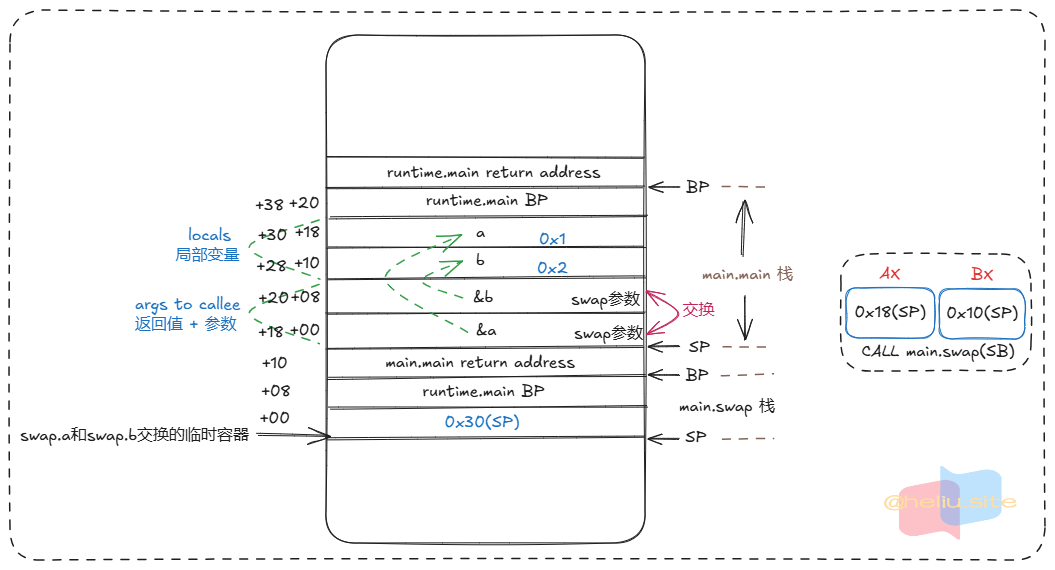 runtime.main return address
BP
+38 +20
runtime.main BP
locals
局部变量
+30 +18
a
0x1
+28 +10
b
0x2
main.main 栈
args to callee
返回值 + 参数
+20 +08
&b
swap参数
交换
+18 +00
&a
swap参数
SP
+10
main.main return address
BP
+08
runtime.main BP
main.swap 栈
+00
0x30(SP)
swap.a和swap.b交换的临时容器
SP
AX
BX
0x18(SP)
0x10(SP)
CALL main.swap(SB)
@heliu.site